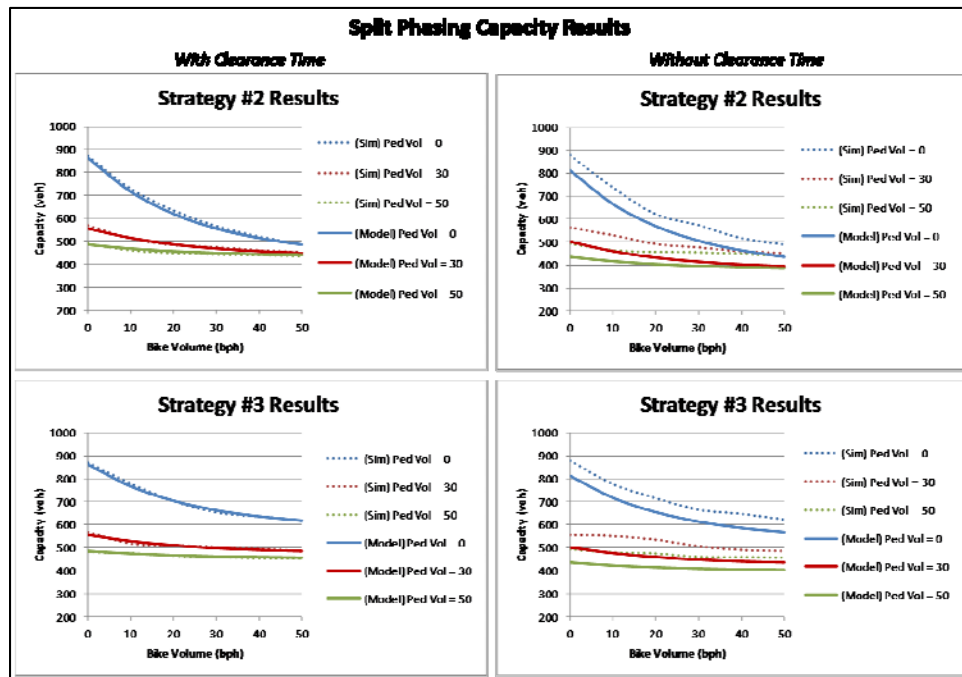 Split Phasing Capacity Results
With Clearance Time
Without Clearance Time
Strategy #2 Results
1000
900
800
700
600
500
400
300
200
Capacity (veh)
0 10 20 30 40 50
Bike Volume (bph)
(Sim) Ped Vol 0
(Sim) Ped Vol 30
(Sim) Ped Vol = 50
(Model) Ped Vol 0
(Model) Ped Vol = 30
(Model) Ped Vol 50
Strategy #2 Results
1000
900
800
700
600
500
400
300
200
Capacity (veh)
0 10 20 30 40 50
Bike Volume (bph)
(Sim) Ped Vol = 0
(Sim) Ped Vol = 30
(Sim) Ped Vol = 50
(Model) Ped Vol = 0
(Model) Ped Vol 30
(Model) Ped Vol = 50
Strategy #3 Results
1000
900
800
700
600
500
400
300
200
Capacity (veh)
0 10 20 30 40 50
Bike Volume (bph)
(Sim) Ped Vol 0
(Sim) Ped Vol 30
(Sim) Ped Vol 50
(Model) Ped Vol 0
(Model) Ped Vol = 30
(Model) Ped Vol = 50
Strategy #3 Results
1000
900
800
700
600
500
400
300
200
Capacity (veh)
0 10 20 30 40 50
Bike Volume (bph)
(Sim) Ped Vol 0
(Sim) Ped Vol = 30
(Sim) Ped Vol 50
(Model) Ped Vol = 0
(Model) Ped Vol = 30
(Model) Ped Vol = 50